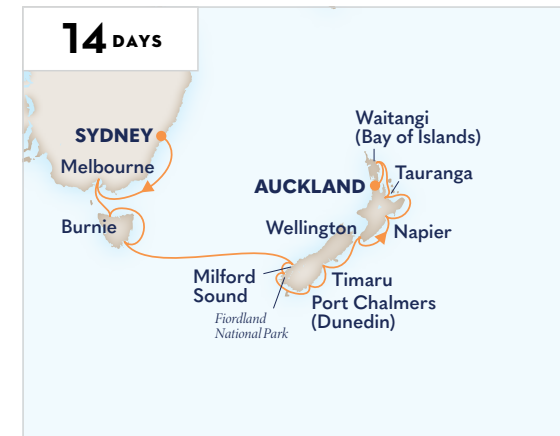 14 DAYS
SYDNEY
Melbourne
Burnie
Waitangi
(Bay of Islands)
AUCKLAND
Tauranga
Wellington
Napier
Milford
Sound
Fiordland
National Park
Timaru
Port Chalmers
(Dunedin)